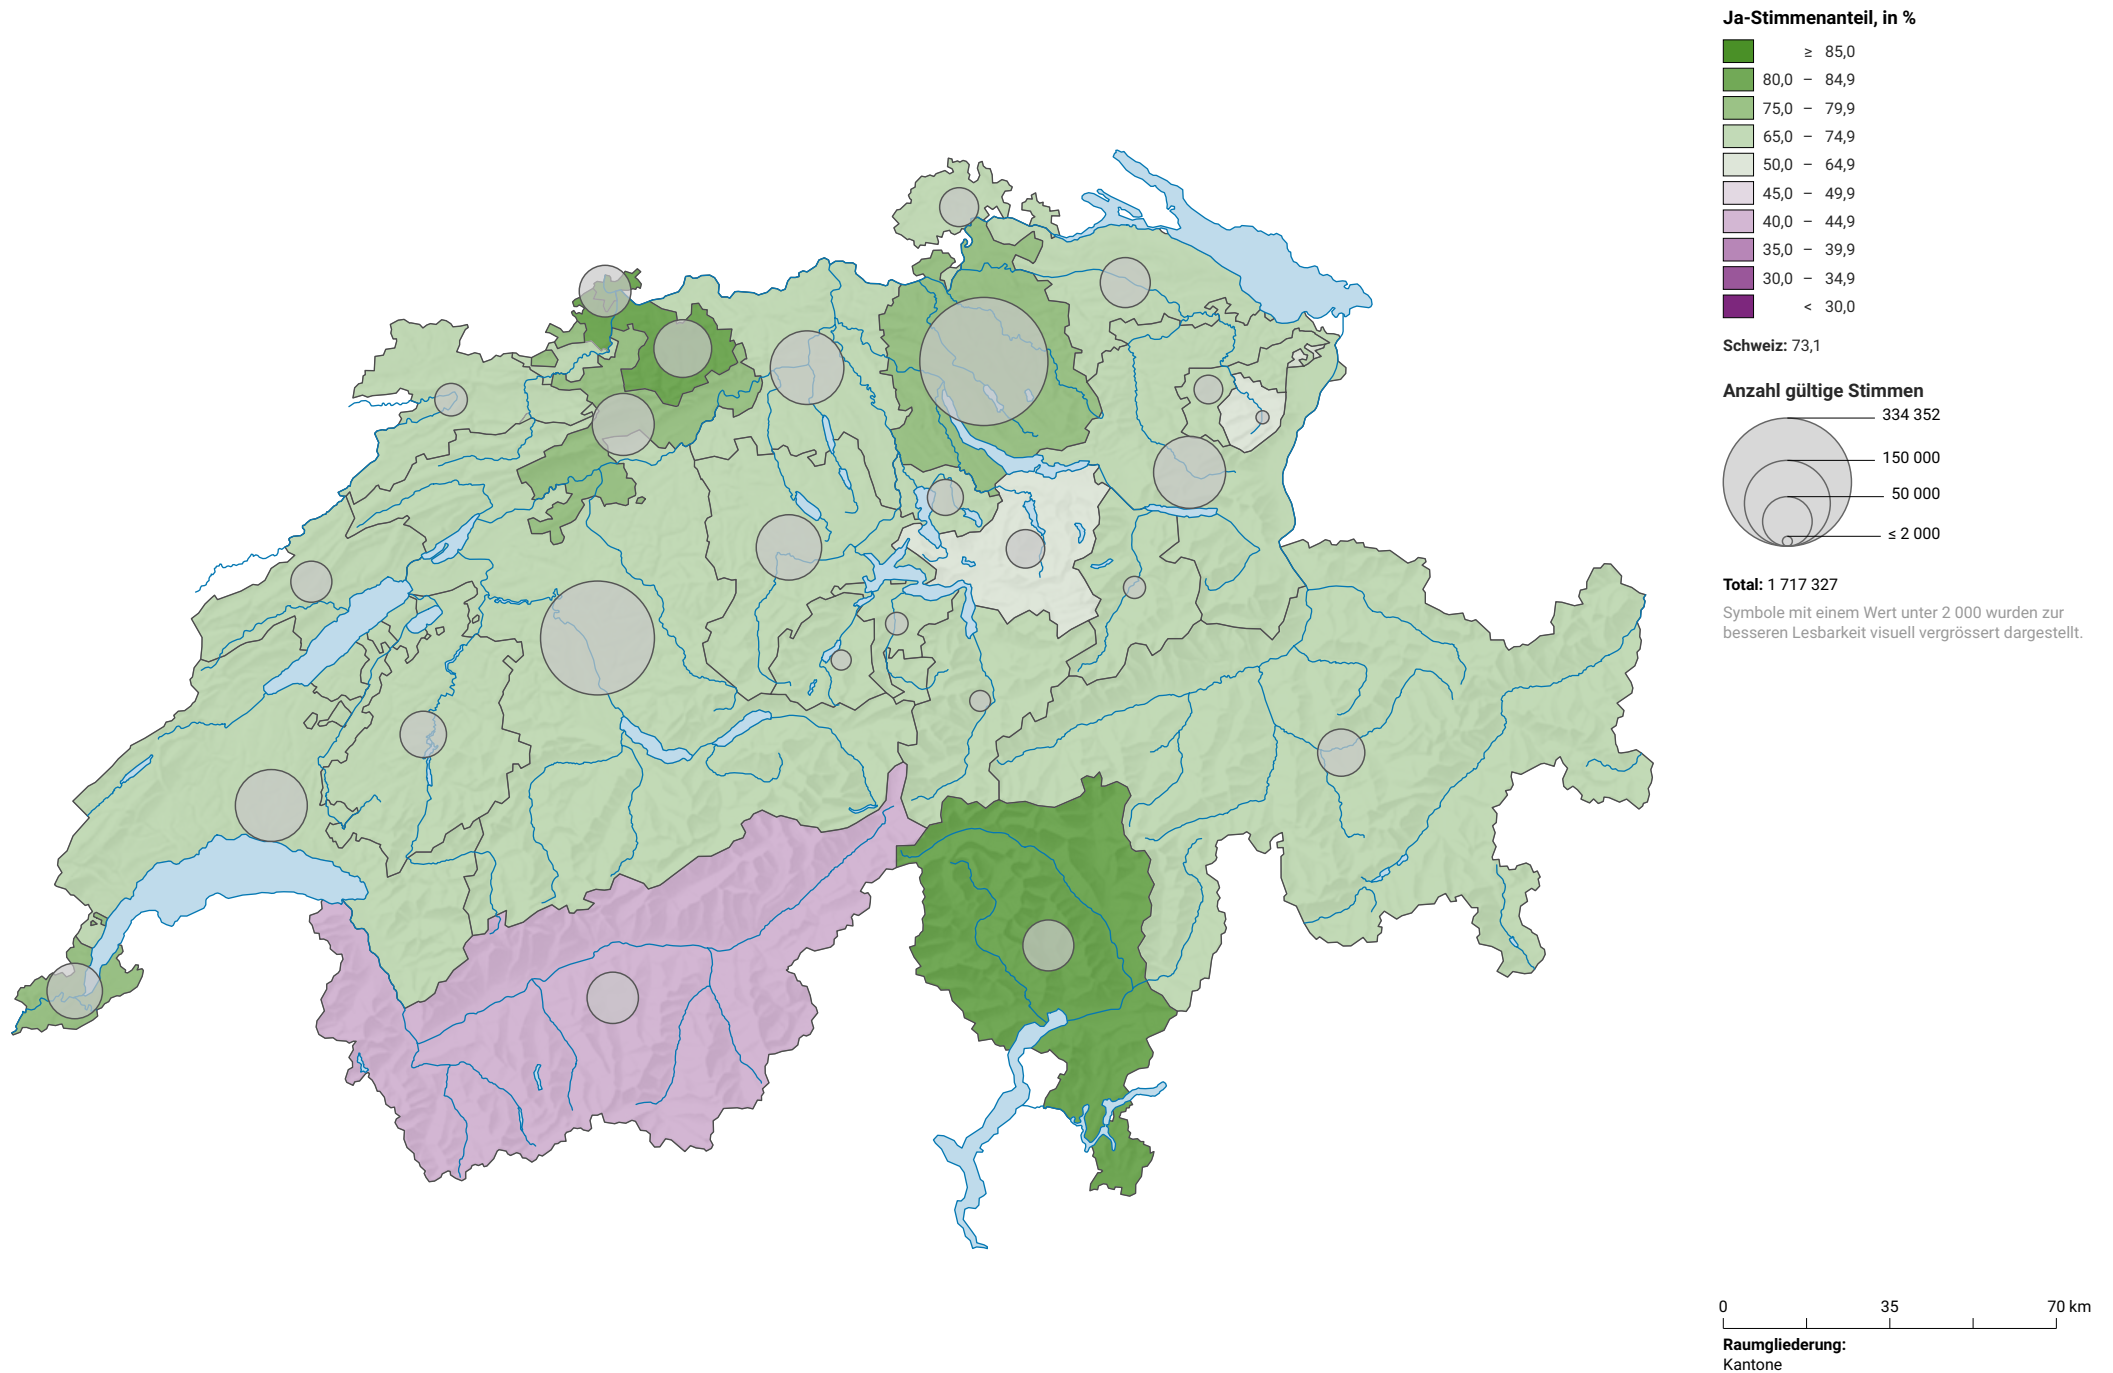 Ja-Stimmenanteil, in %
≥ 85,0
80,0 – 84,9
75,0 – 79,9
65,0 – 74,9
50,0 – 64,9
45,0 – 49,9
40,0 – 44,9
35,0 – 39,9
30,0 – 34,9
< 30,0
Schweiz: 73,1
Anzahl gültige Stimmen
334 352
150 000
50 000
≤ 2 000
Total: 1 717 327
Symbole mit einem Wert unter 2 000 wurden zur
besseren Lesbarkeit visuell vergrössert dargestellt.
0 35 70 km
Raumgliederung:
Kantone